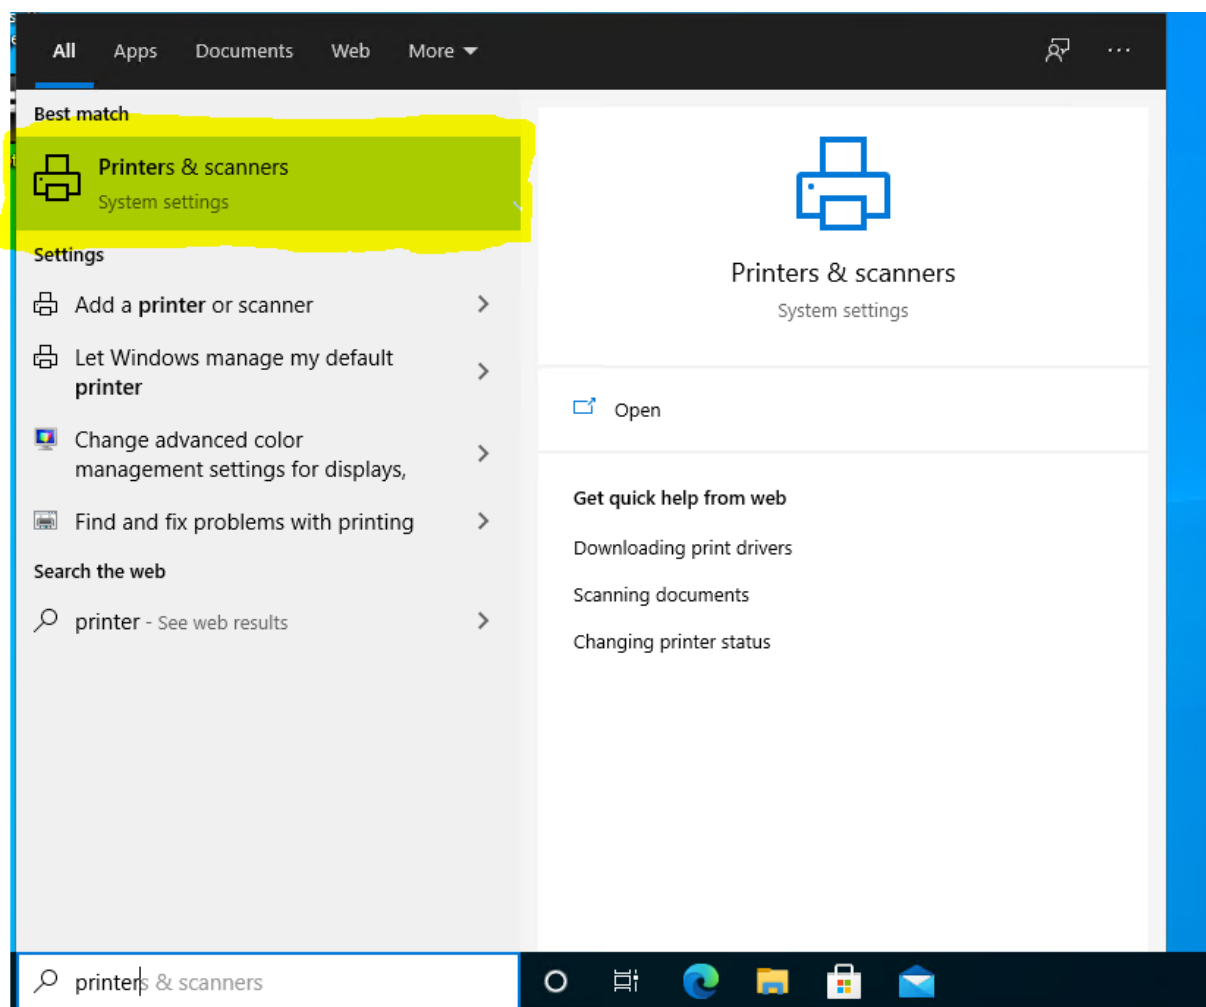 All Apps Documents Web More
Best match
Printers & scanners
System settings
Settings
Add a printer or scanner
Let Windows manage my default
printer
Change advanced color
management settings for displays,
Find and fix problems with printing
Search the web
printer - See web results
Printers & scanners
System settings
Open
Get quick help from web
Downloading print drivers
Scanning documents
Changing printer status
printers & scanners